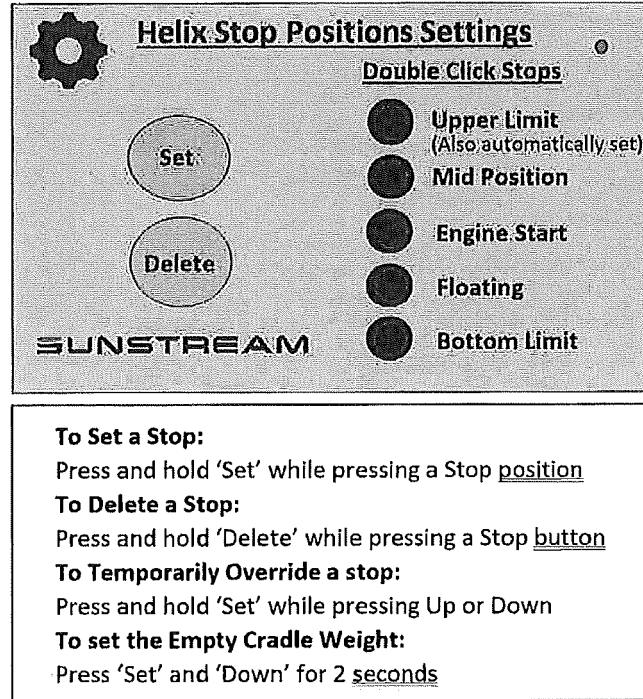 Helix Stop Positions Settings
Double Click Stops
Set
Delete
Upper Limit
(Also automatically set)
Mid Position
Engine Start
Floating
Bottom Limit
SUNSTREAM
To Set a Stop:
Press and hold ‘Set’ while pressing a Stop position
To Delete a Stop:
Press and hold ‘Delete’ while pressing a Stop button
To Temporarily Override a stop:
Press and hold ‘Set’ while pressing Up or Down
To set the Empty Cradle Weight:
Press ‘Set’ and ‘Down’ for 2 seconds